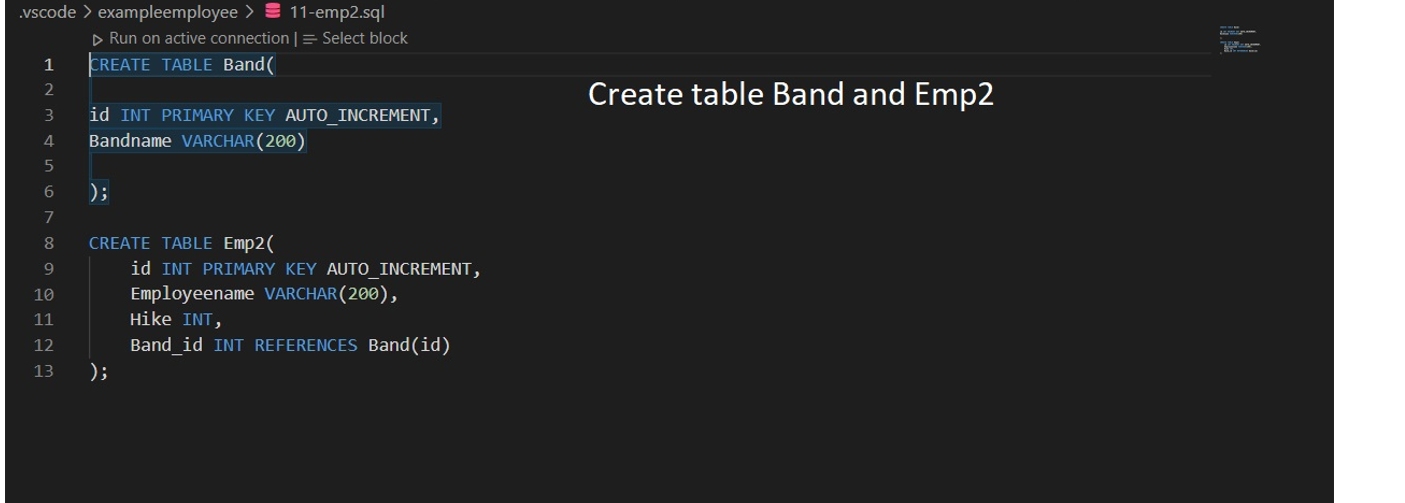 .vscode > exampleemployee > 11-emp2.sql
Run on active connection | Select block
1 CREATE TABLE Band(
Create table Band and Emp2
2
3 id INT PRIMARY KEY AUTO_INCREMENT,
4 Bandname VARCHAR(200)
5
6 );
7
8 CREATE TABLE Emp2(
9 id INT PRIMARY KEY AUTO_INCREMENT,
10 Employeename VARCHAR(200),
11 Hike INT,
12 Band_id INT REFERENCES Band(id)
13 );